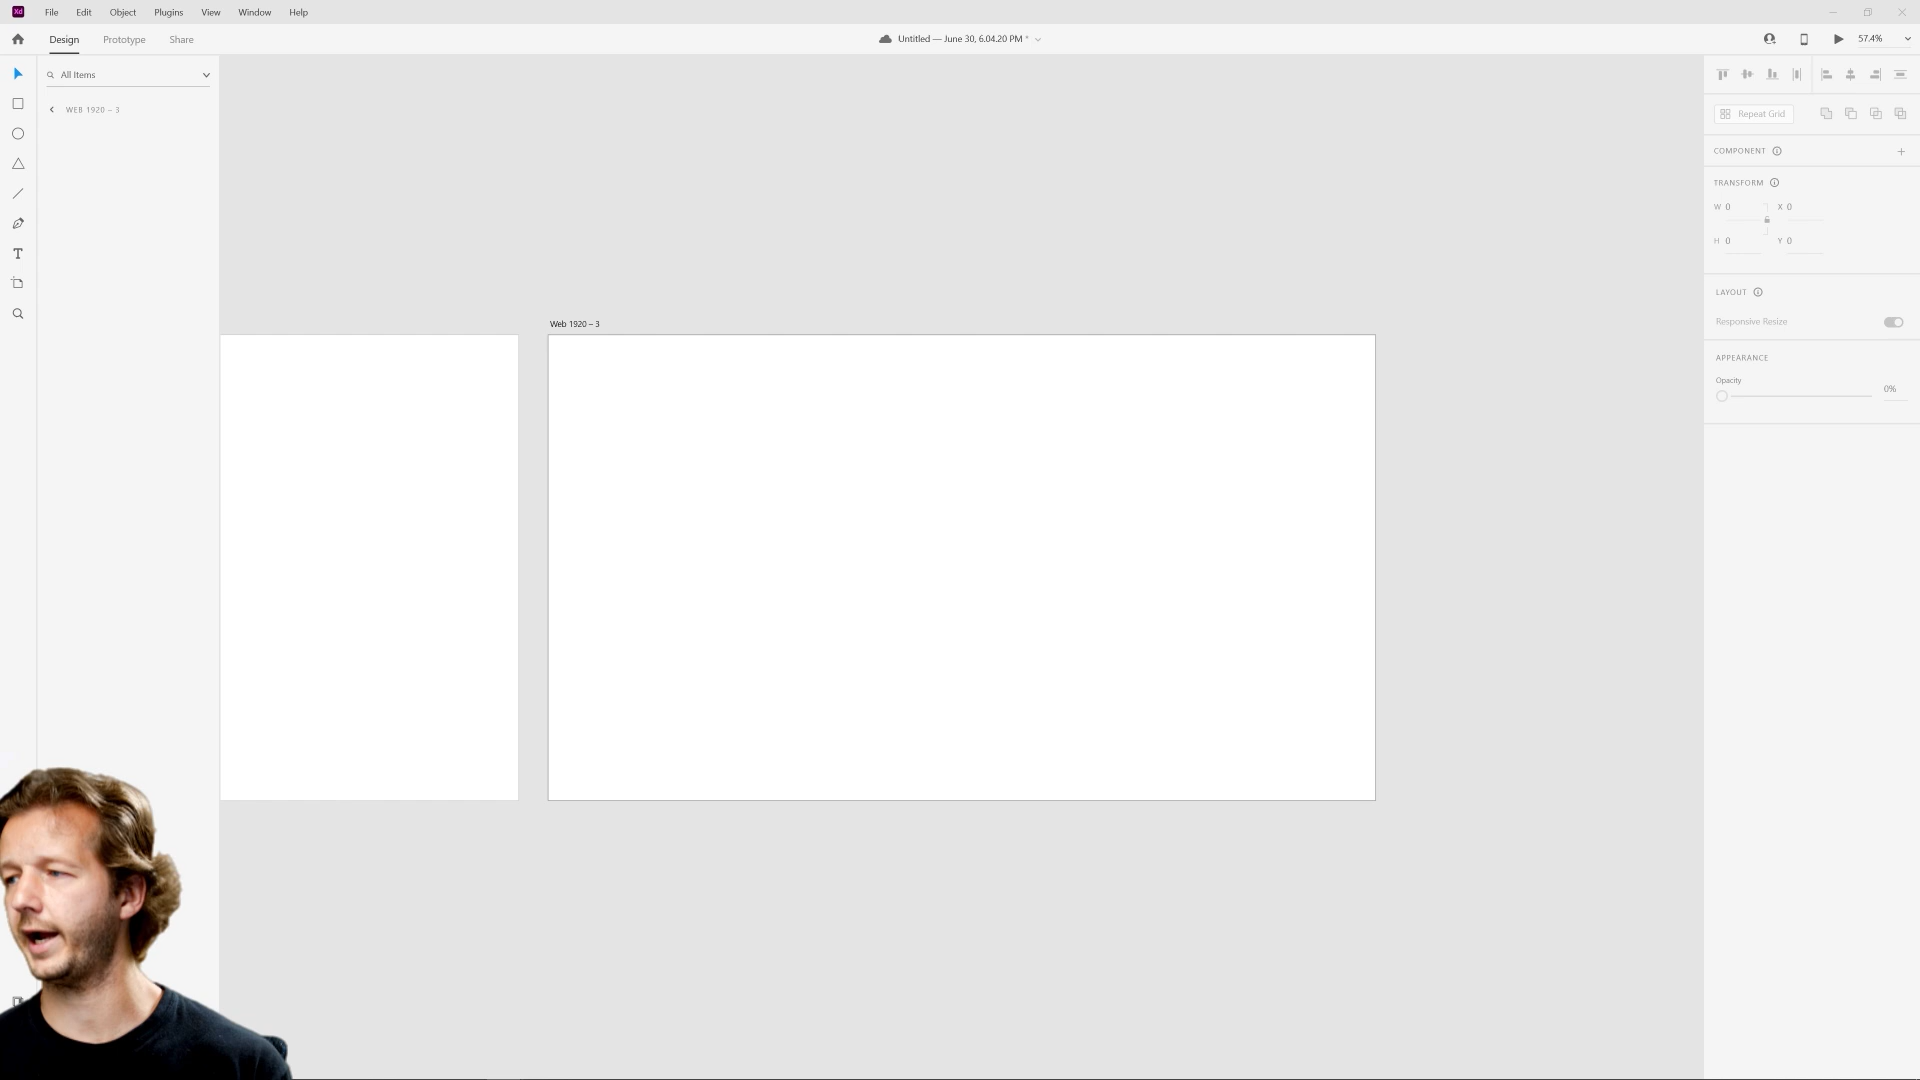 Xd File Edit Object Plugins View Window Help
Design Prototype Share Untitled — June 30, 6.04.20 PM * 57.4%
All Items
WEB 1920 – 3
Web 1920 – 3
Repeat Grid
COMPONENT
TRANSFORM
W 0 X 0
H 0 Y 0
LAYOUT
Responsive Resize
APPEARANCE
Opacity
0%